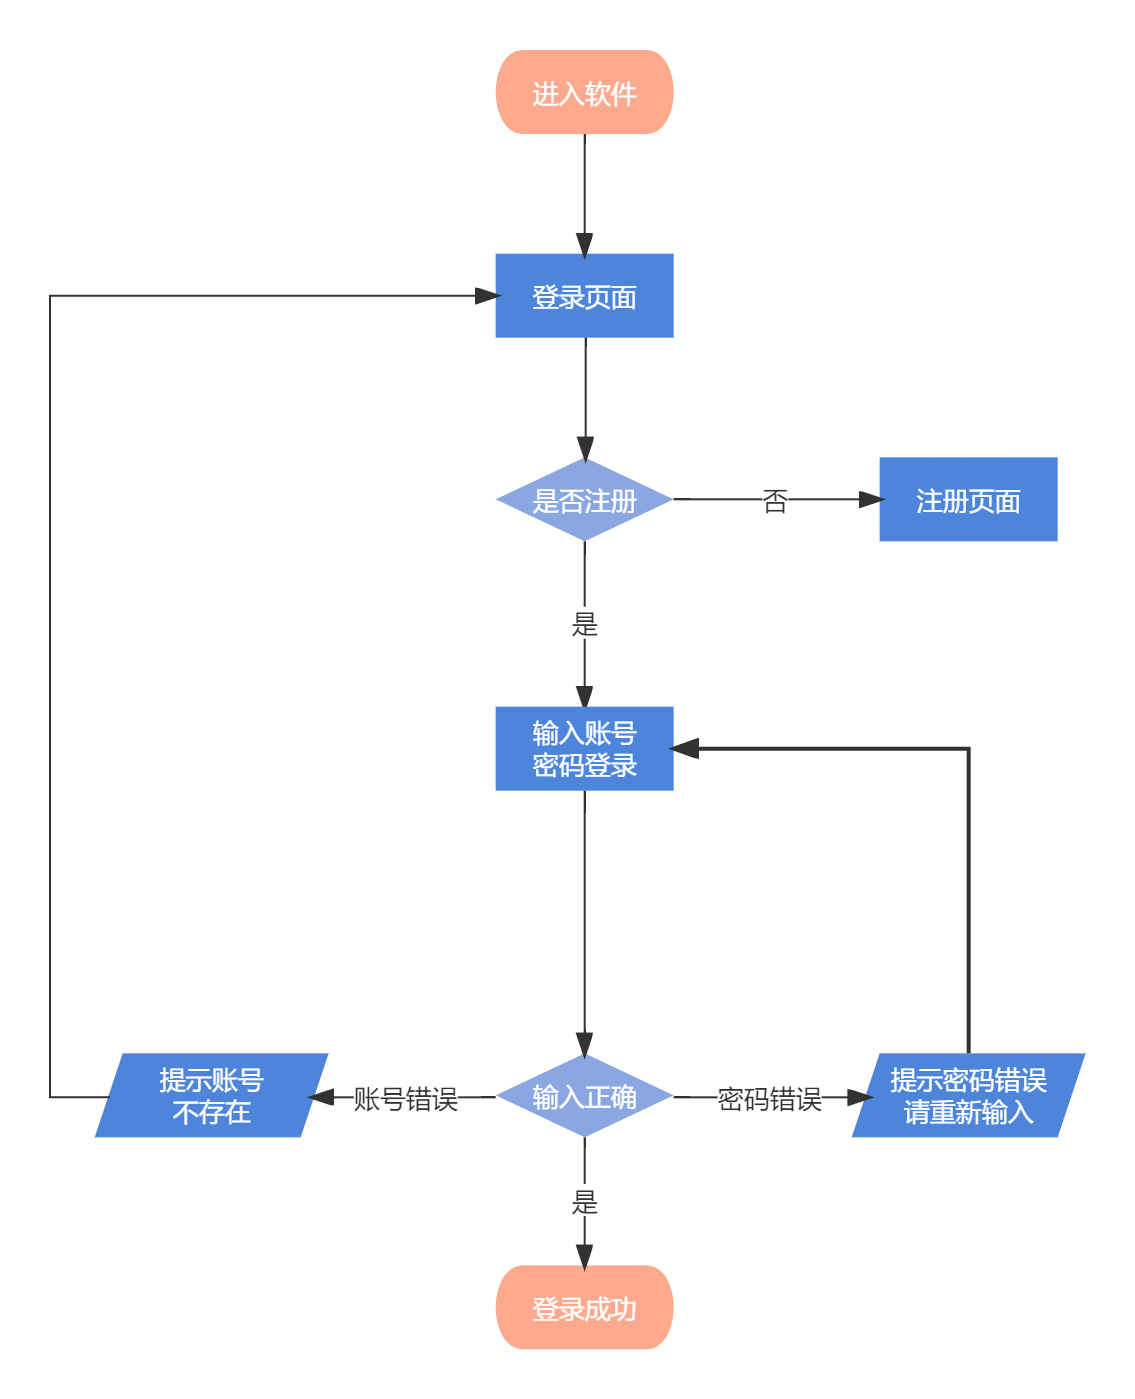 进入软件
登录页面
是否注册
否
注册页面
是
输入账号
密码登录
提示账号
不存在
账号错误
输入正确
密码错误
提示密码错误
请重新输入
是
登录成功